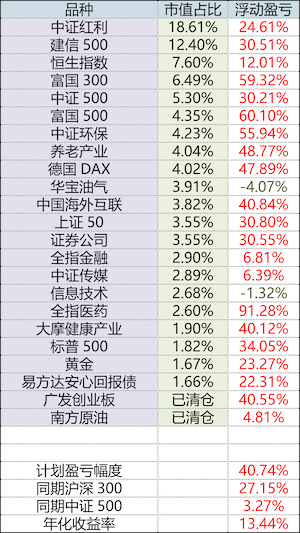 品种 市值占比 浮动盈亏
中证红利 18.61% 24.61%
建信 500 12.40% 30.51%
恒生指数 7.60% 12.01%
富国 300 6.49% 59.32%
中证 500 5.30% 30.21%
富国 500 4.35% 60.10%
中证环保 4.23% 55.94%
养老产业 4.04% 48.77%
德国 DAX 4.02% 47.89%
华宝油气 3.91% -4.07%
中国海外互联 3.82% 40.84%
上证 50 3.55% 30.80%
证券公司 3.55% 30.55%
全指金融 2.90% 6.81%
中证传媒 2.89% 6.39%
信息技术 2.68% -1.32%
全指医药 2.60% 91.28%
大摩健康产业 1.90% 40.12%
标普 500 1.82% 34.05%
黄金 1.67% 23.27%
易方达安心回报债 1.66% 22.31%
广发创业板 已清仓 40.55%
南方原油 已清仓 4.81%
计划盈亏幅度 40.74%
同期沪深 300 27.15%
同期中证 500 3.27%
年化收益率 13.44%